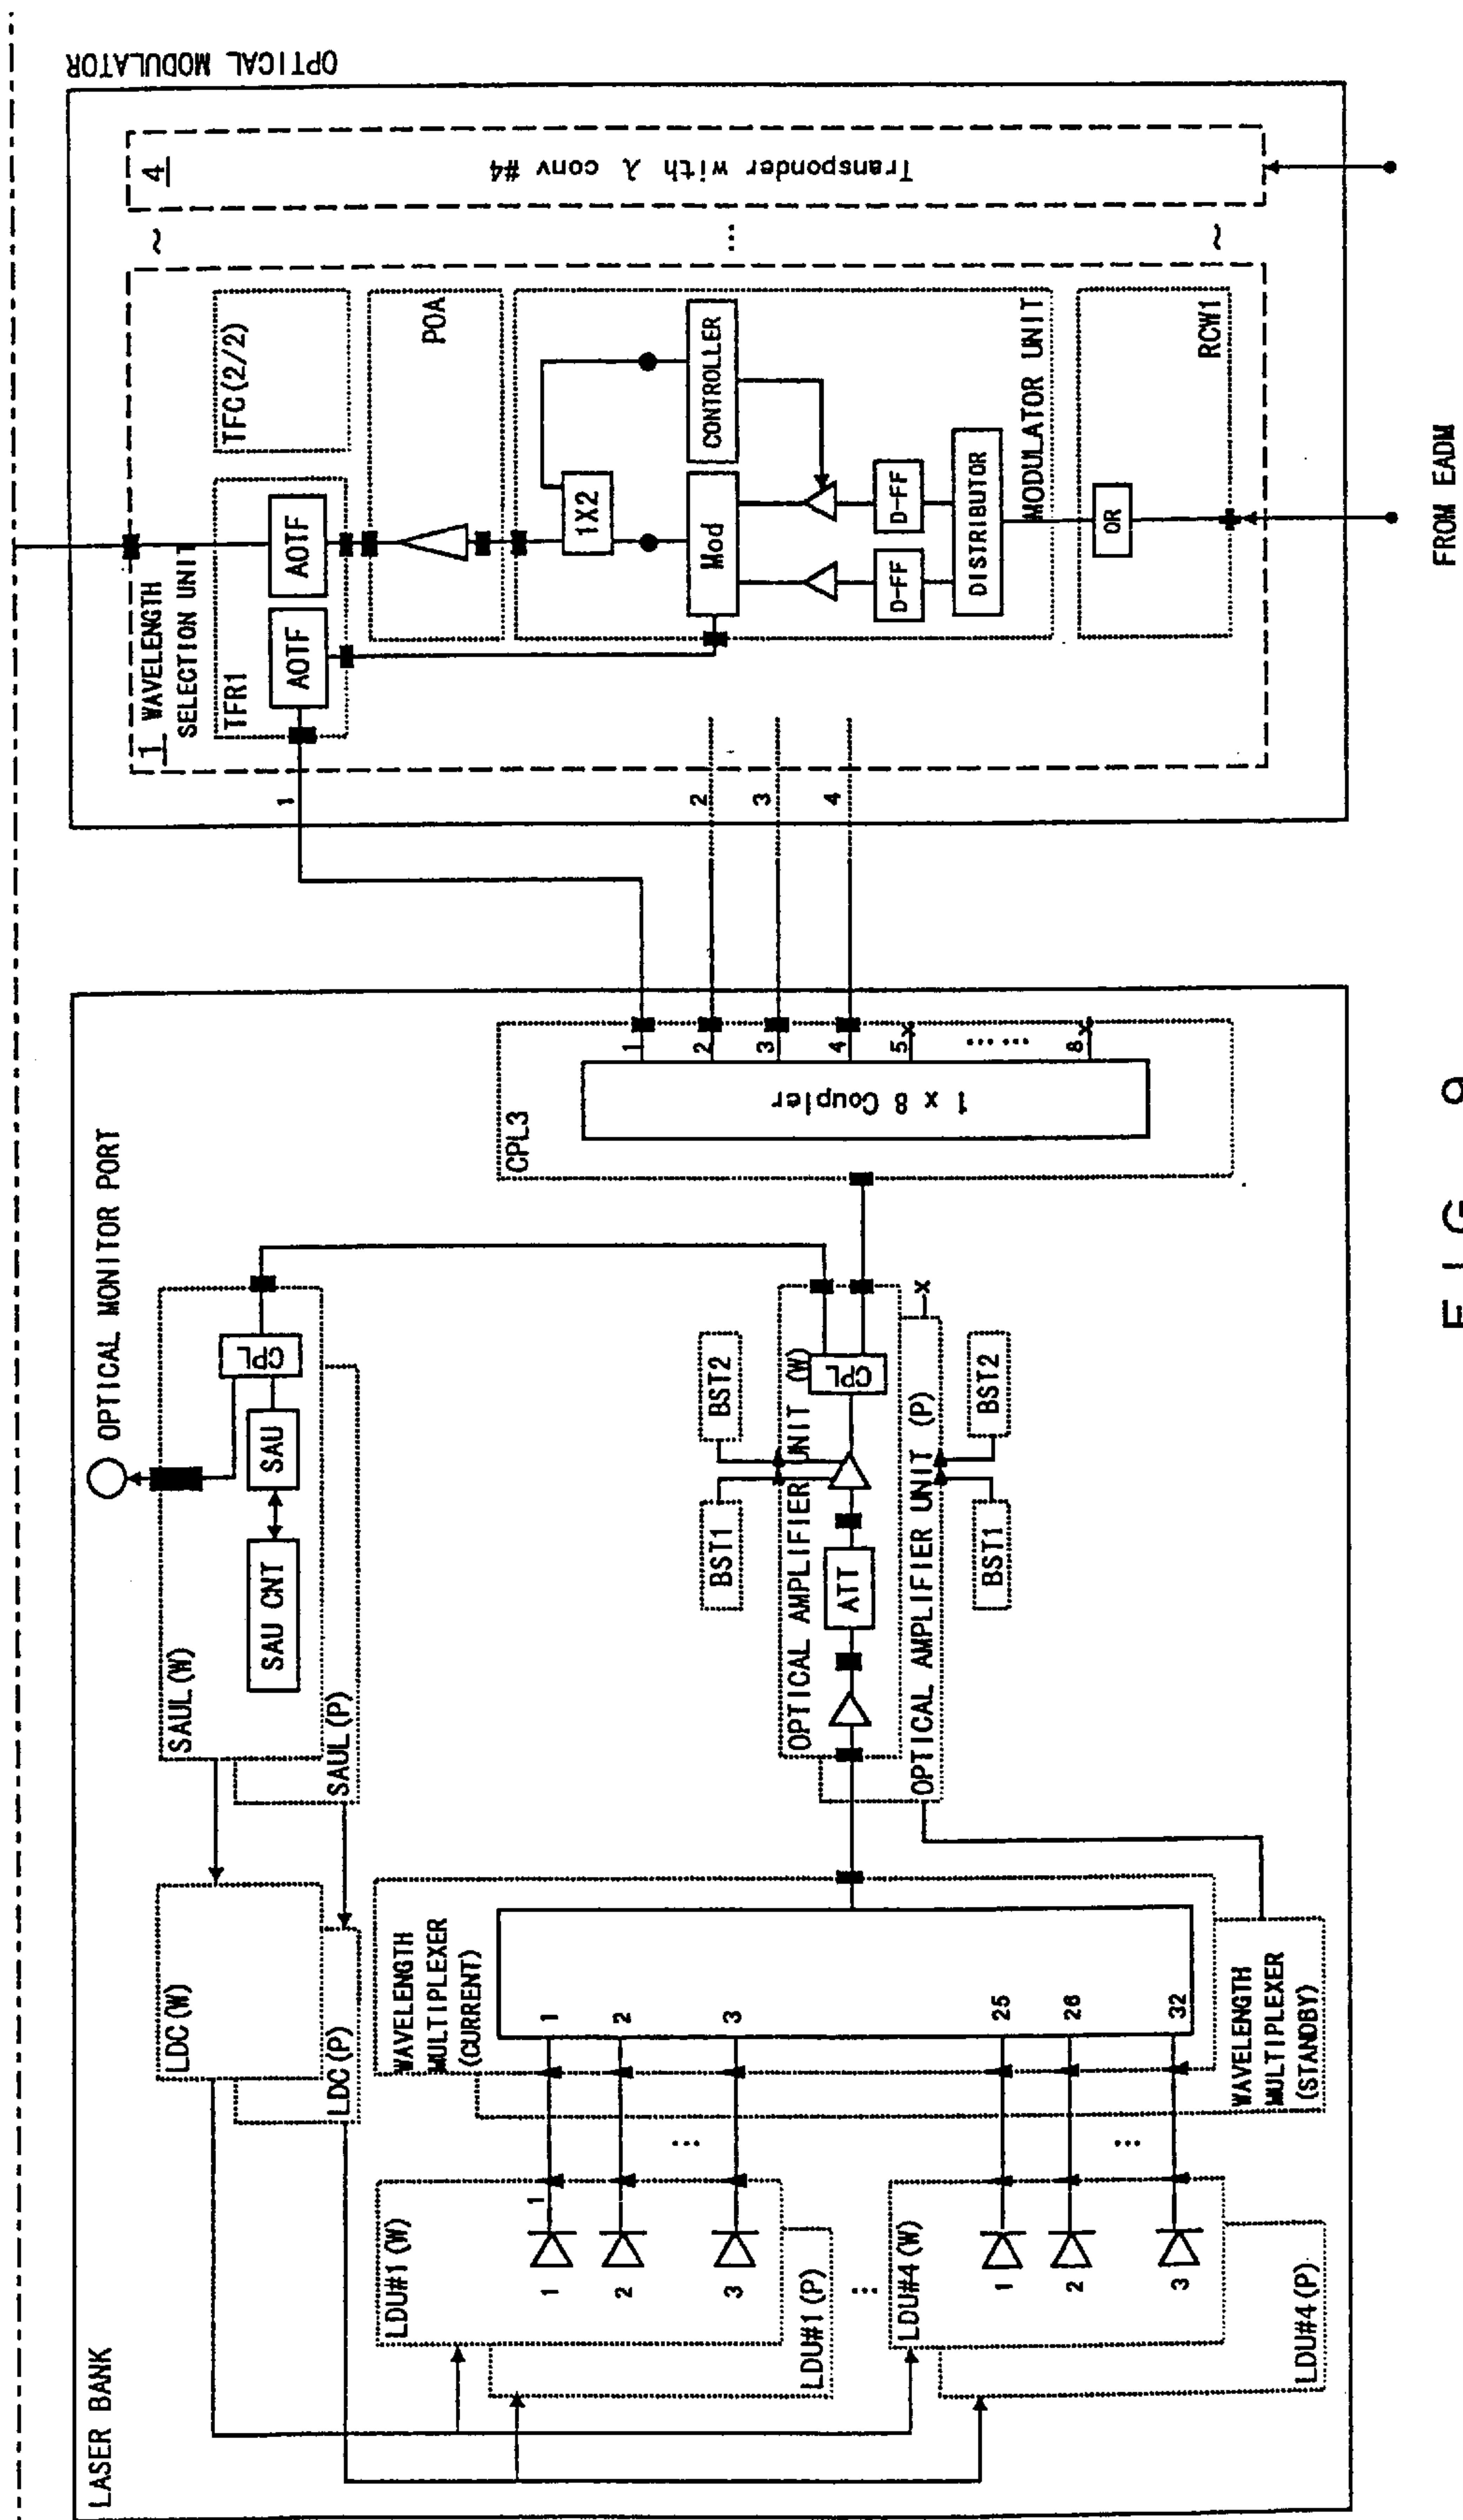 LASER BANK
LDC(W)
LDC(P)
SAUL(W)
SAUL(P)
SAU CNT
SAU
CPL
OPTICAL MONITOR PORT
LDU#1(W)
1
2
3
1
LDU#1(P)
⋮
LDU#4(W)
1
2
3
LDU#4(P)
...
...
WAVELENGTH
MULTIPLEXER
(CURRENT)
1
2
3
25
26
32
WAVELENGTH
MULTIPLEXER
(STANDBY)
BST1
BST2
OPTICAL AMPLIFIER UNIT (W)
ATT
CPL
OPTICAL AMPLIFIER UNIT (P)
x
BST1
BST2
CPL3
1 x 8 Coupler
1
2
3
4
5 x
......
8 x
OPTICAL MODULATOR
1
2
3
4
1 WAVELENGTH
SELECTION UNIT
TFR1
AOTF
AOTF
TFC(2/2)
POA
1X2
Mod
CONTROLLER
D-FF
D-FF
DISTRIBUTOR
MODULATOR UNIT
OR
RCW1
~
...
~
4
Transponder with λ conv #4
FROM EADM
FIG. 9